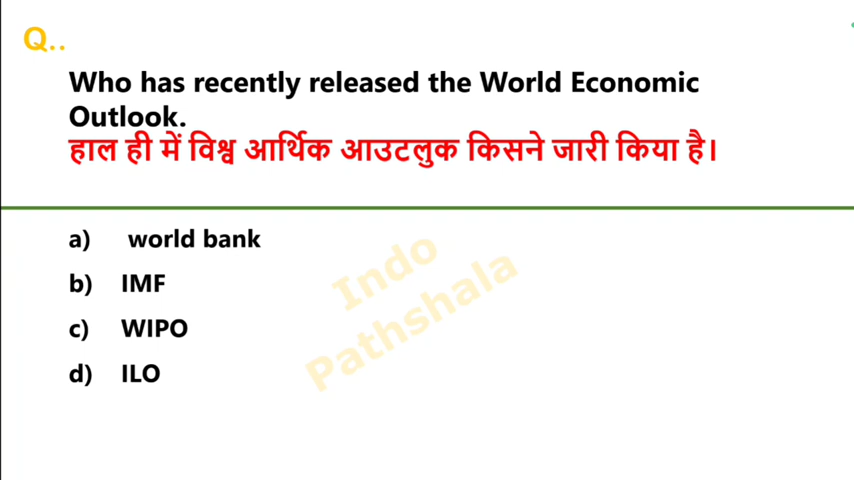 Q..
Who has recently released the World Economic
Outlook.
हाल ही में विश्व आर्थिक आउटलुक किसने जारी किया है।
a) world bank
b) IMF
c) WIPO
d) ILO
Indo
Pathshala